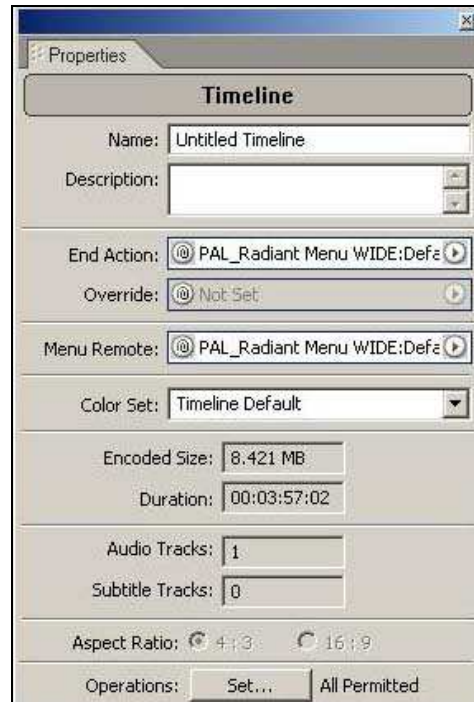 Properties
Timeline
Name: Untitled Timeline
Description:
End Action: PAL_Radiant Menu WIDE:Defa
Override: Not Set
Menu Remote: PAL_Radiant Menu WIDE:Defa
Color Set: Timeline Default
Encoded Size: 8.421 MB
Duration: 00:03:57:02
Audio Tracks: 1
Subtitle Tracks: 0
Aspect Ratio: 4:3 16:9
Operations: Set... All Permitted